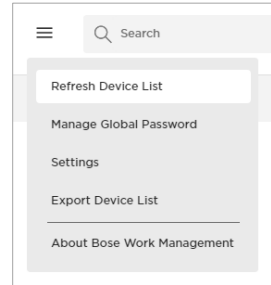 Search
Refresh Device List
Manage Global Password
Settings
Export Device List
About Bose Work Management